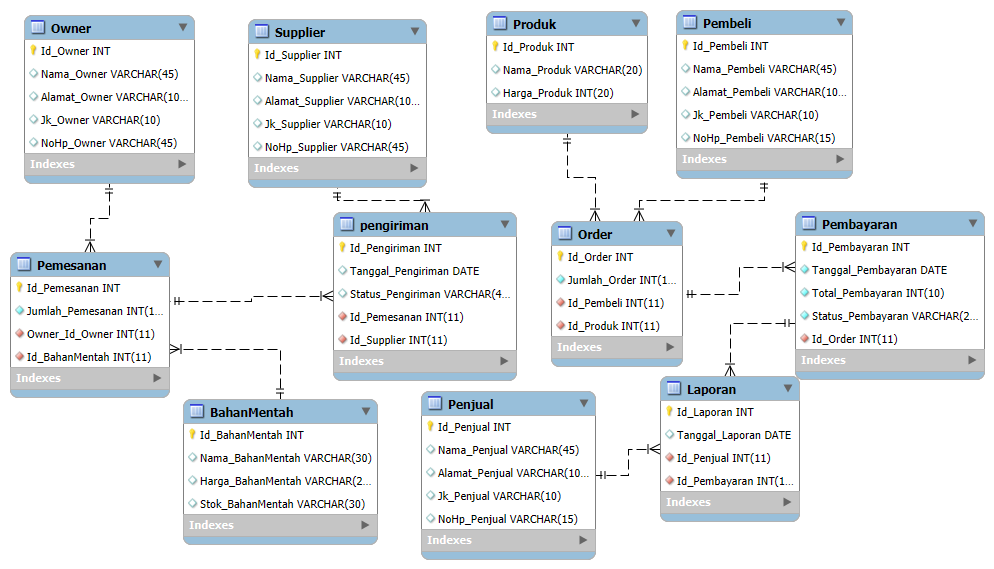 Owner
Id_Owner INT
Nama_Owner VARCHAR(45)
Alamat_Owner VARCHAR(10...
Jk_Owner VARCHAR(10)
NoHp_Owner VARCHAR(45)
Indexes
Supplier
Id_Supplier INT
Nama_Supplier VARCHAR(45)
Alamat_Supplier VARCHAR(10...
Jk_Supplier VARCHAR(10)
NoHp_Supplier VARCHAR(45)
Indexes
Produk
Id_Produk INT
Nama_Produk VARCHAR(20)
Harga_Produk INT(20)
Indexes
Pembeli
Id_Pembeli INT
Nama_Pembeli VARCHAR(45)
Alamat_Pembeli VARCHAR(10...
Jk_Pembeli VARCHAR(10)
NoHp_Pembeli VARCHAR(15)
Indexes
Pemesanan
Id_Pemesanan INT
Jumlah_Pemesanan INT(1...
Owner_Id_Owner INT(11)
Id_BahanMentah INT(11)
Indexes
pengiriman
Id_Pengiriman INT
Tanggal_Pengiriman DATE
Status_Pengiriman VARCHAR(4...
Id_Pemesanan INT(11)
Id_Supplier INT(11)
Indexes
Order
Id_Order INT
Jumlah_Order INT(1...
Id_Pembeli INT(11)
Id_Produk INT(11)
Indexes
Pembayaran
Id_Pembayaran INT
Tanggal_Pembayaran DATE
Total_Pembayaran INT(10)
Status_Pembayaran VARCHAR(2...
Id_Order INT(11)
Indexes
BahanMentah
Id_BahanMentah INT
Nama_BahanMentah VARCHAR(30)
Harga_BahanMentah VARCHAR(2...
Stok_BahanMentah VARCHAR(30)
Indexes
Penjual
Id_Penjual INT
Nama_Penjual VARCHAR(45)
Alamat_Penjual VARCHAR(10...
Jk_Penjual VARCHAR(10)
NoHp_Penjual VARCHAR(15)
Indexes
Laporan
Id_Laporan INT
Tanggal_Laporan DATE
Id_Penjual INT(11)
Id_Pembayaran INT(1...
Indexes